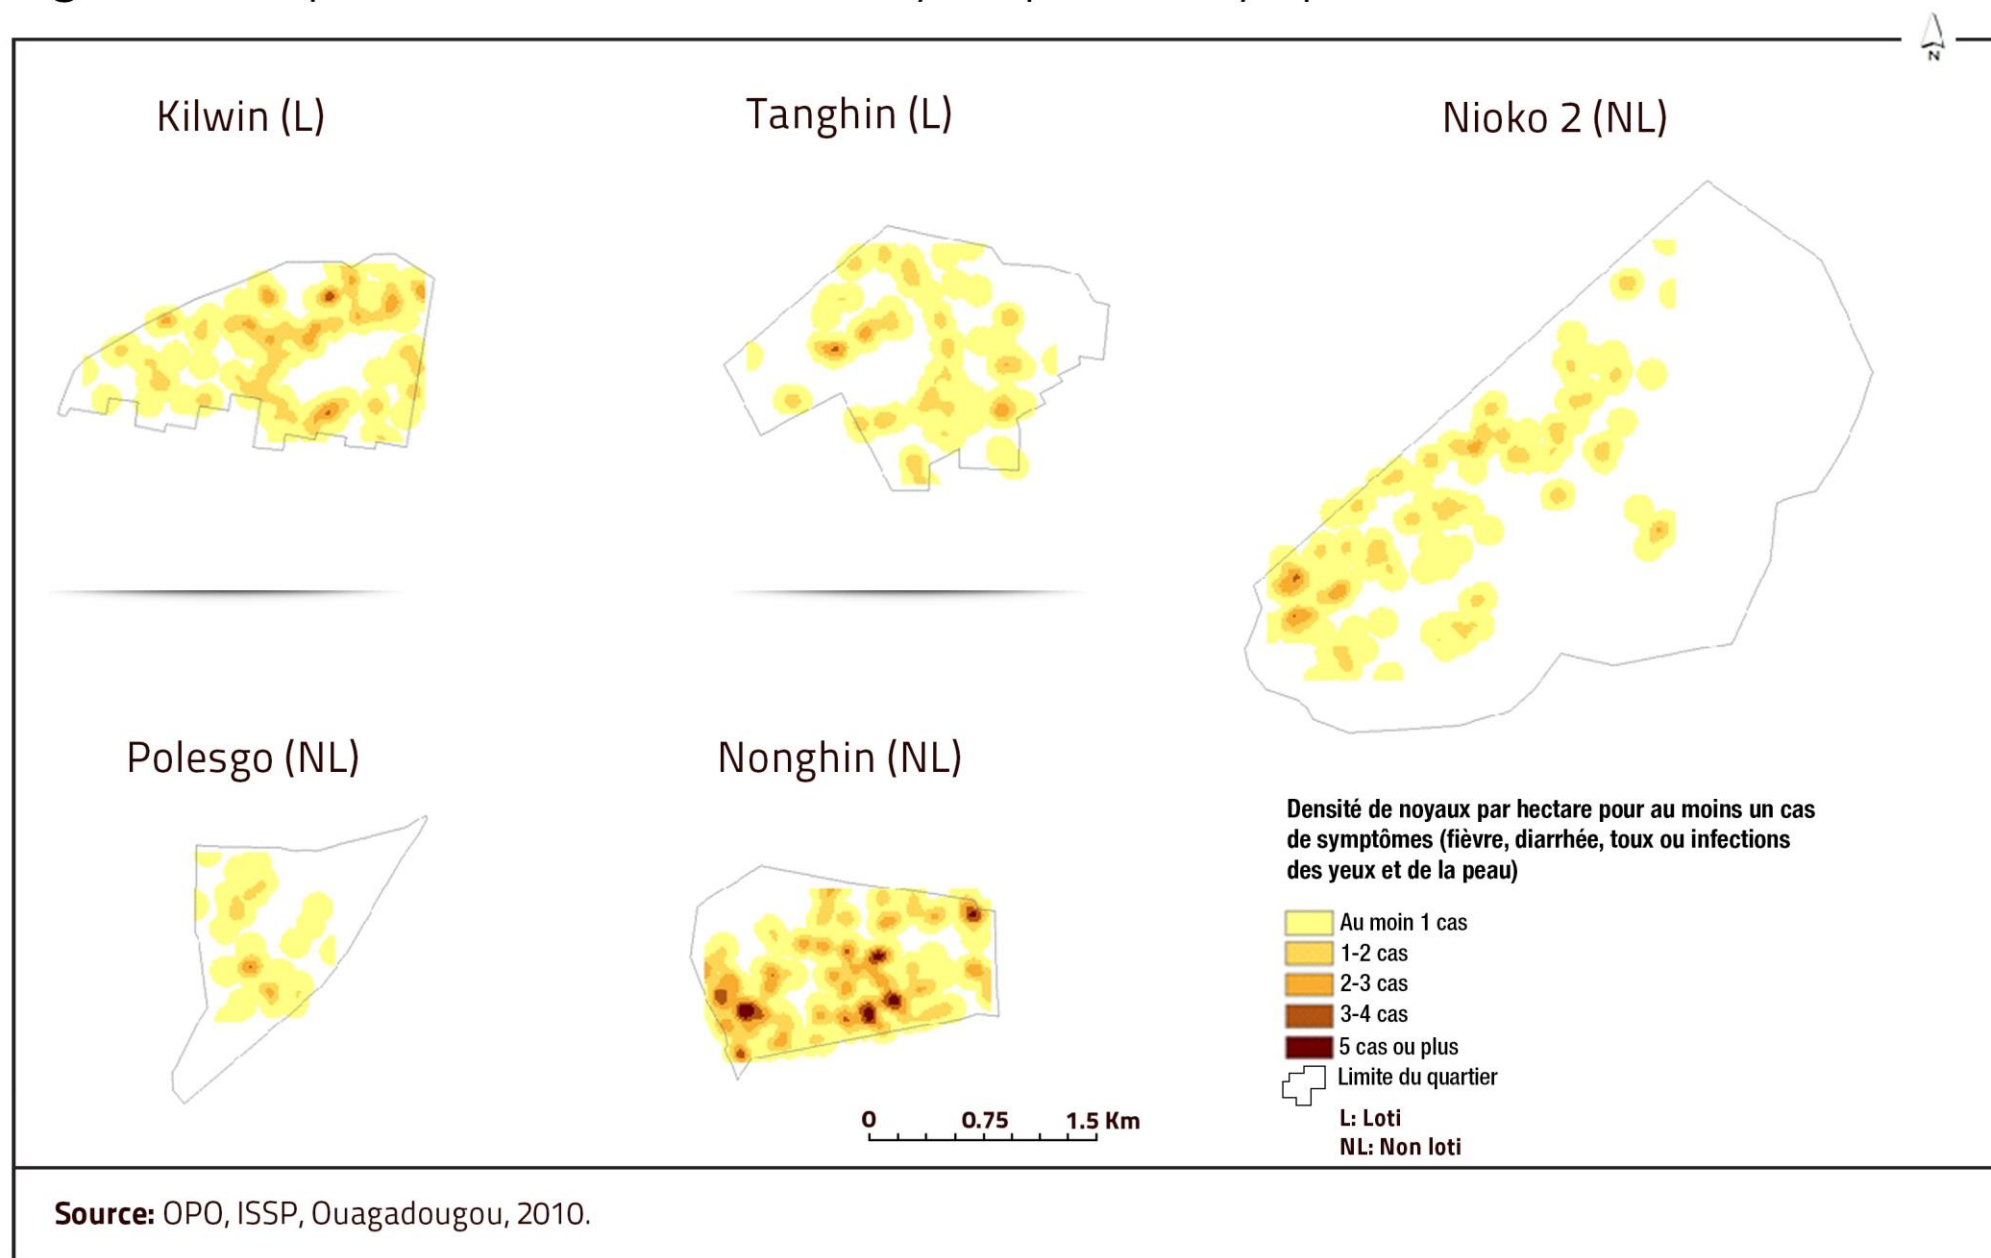 N
Kilwin (L)
Tanghin (L)
Nioko 2 (NL)
Polesgo (NL)
Nonghin (NL)
Densité de noyaux par hectare pour au moins un cas
de symptômes (fièvre, diarrhée, toux ou infections
des yeux et de la peau)
Au moin 1 cas
1-2 cas
2-3 cas
3-4 cas
5 cas ou plus
Limite du quartier
L: Loti
NL: Non loti
0 0.75 1.5 Km
Source: OPO, ISSP, Ouagadougou, 2010.